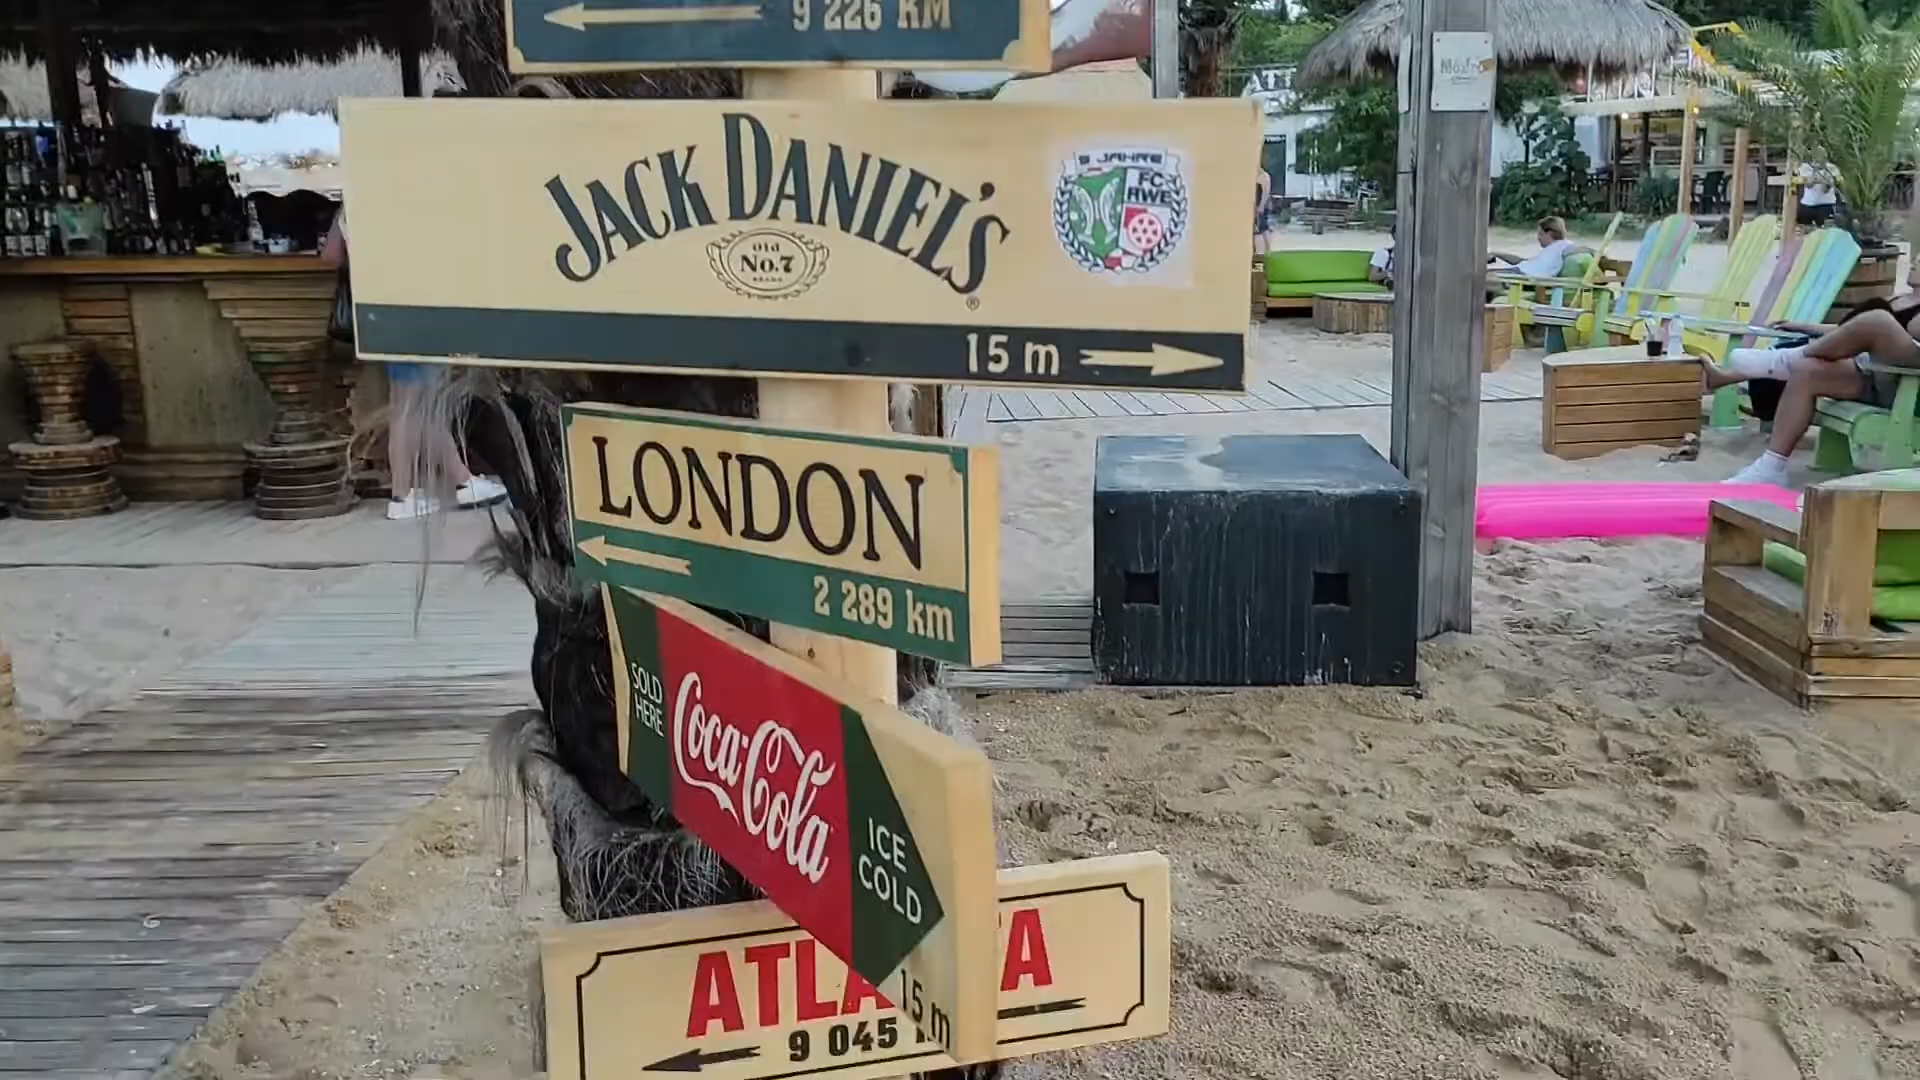 9 226 KM
JACK DANIEL'S
Old
No.7
BRAND
®
5 JAHRE
FC
RWE
15 m
LONDON
2 289 km
SOLD
HERE
Coca-Cola
ICE
COLD
15 m
9 045